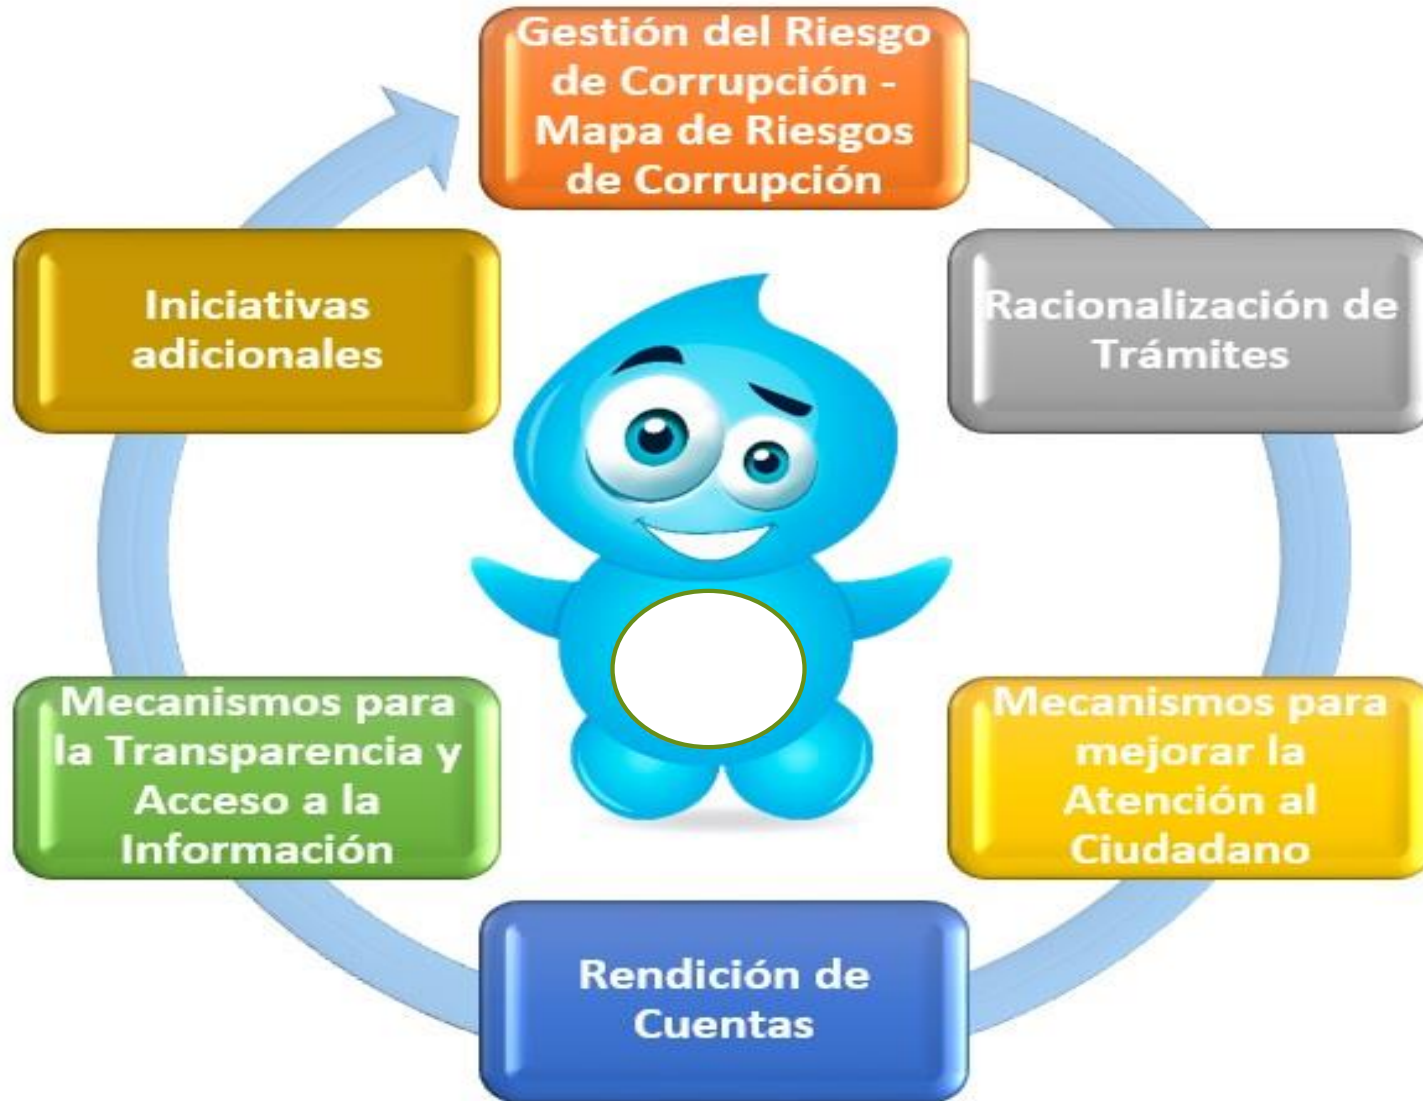 Gestión del Riesgo
de Corrupción -
Mapa de Riesgos
de Corrupción
Racionalización de
Trámites
Mecanismos para
mejorar la
Atención al
Ciudadano
Rendición de
Cuentas
Mecanismos para
la Transparencia y
Acceso a la
Información
Iniciativas
adicionales